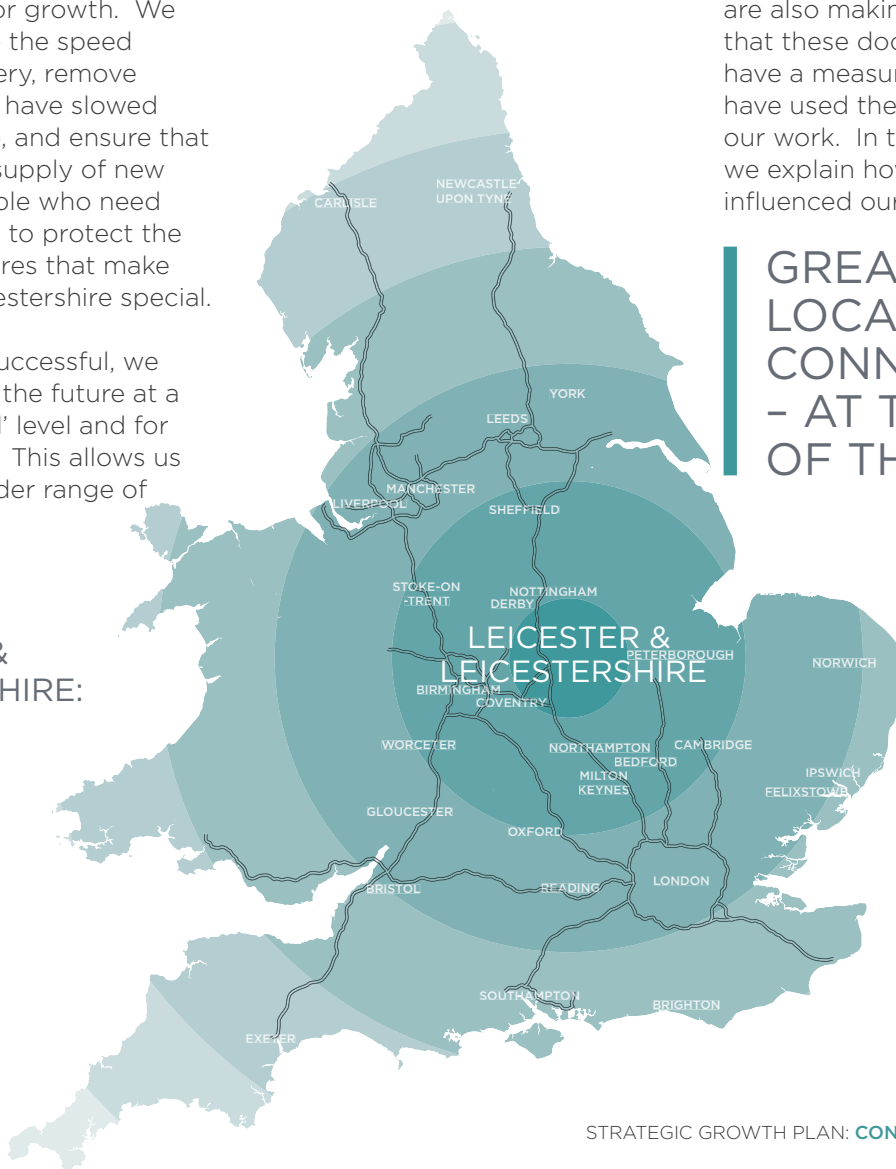 or growth. We
the speed
ery, remove
have slowed
, and ensure that
supply of new
ple who need
to protect the
res that make
estershire special.
uccessful, we
the future at a
l’ level and for
This allows us
der range of
&
SHIRE:
are also makin
that these doc
have a measur
have used the
our work. In t
we explain how
influenced our
GREA
LOCA
CONN
– AT T
OF TH
CARLISLE
NEWCASTLE
UPON TYNE
YORK
LEEDS
MANCHESTER
LIVERPOOL
SHEFFIELD
STOKE-ON
-TRENT
NOTTINGHAM
DERBY
LEICESTER &
LEICESTERSHIRE
PETERBOROUGH
NORWICH
BIRMINGHAM
COVENTRY
WORCETER
NORTHAMPTON
CAMBRIDGE
BEDFORD
MILTON
KEYNES
IPSWICH
FELIXSTOWE
GLOUCESTER
OXFORD
BRISTOL
READING
LONDON
SOUTHAMPTON
BRIGHTON
EXETER
STRATEGIC GROWTH PLAN: CON